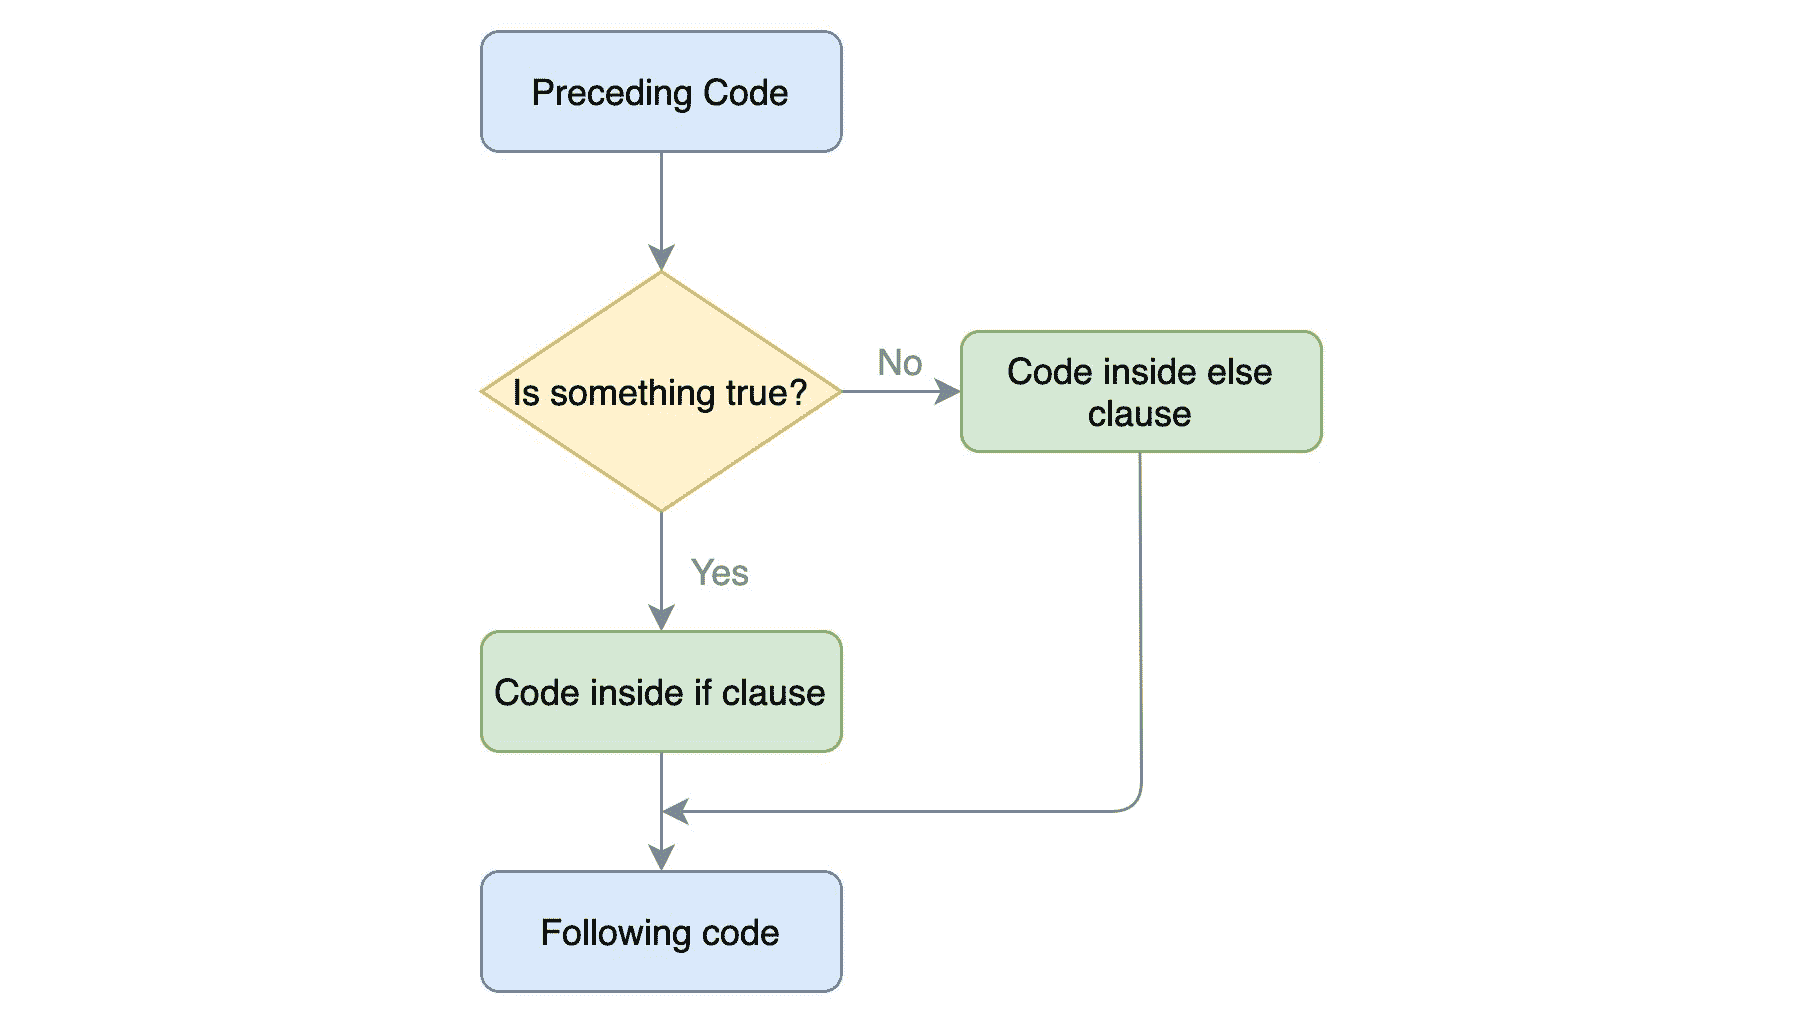 Preceding Code
Is something true?
No
Code inside else
clause
Yes
Code inside if clause
Following code